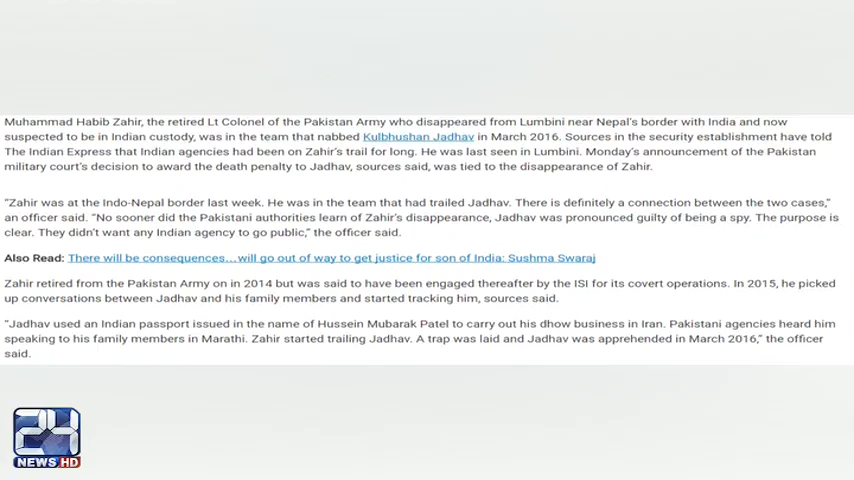 Muhammad Habib Zahir, the retired Lt Colonel of the Pakistan Army who disappeared from Lumbini near Nepal's border with India and now
suspected to be in Indian custody, was in the team that nabbed Kulbhushan Jadhav in March 2016. Sources in the security establishment have told
The Indian Express that Indian agencies had been on Zahir's trail for long. He was last seen in Lumbini. Monday's announcement of the Pakistan
military court's decision to award the death penalty to Jadhav, sources said, was tied to the disappearance of Zahir.
"Zahir was at the Indo-Nepal border last week. He was in the team that had trailed Jadhav. There is definitely a connection between the two cases,"
an officer said. "No sooner did the Pakistani authorities learn of Zahir's disappearance, Jadhav was pronounced guilty of being a spy. The purpose is
clear. They didn't want any Indian agency to go public," the officer said.
Also Read: There will be consequences...will go out of way to get justice for son of India: Sushma Swaraj
Zahir retired from the Pakistan Army on in 2014 but was said to have been engaged thereafter by the ISI for its covert operations. In 2015, he picked
up conversations between Jadhav and his family members and started tracking him, sources said.
"Jadhav used an Indian passport issued in the name of Hussein Mubarak Patel to carry out his dhow business in Iran. Pakistani agencies heard him
speaking to his family members in Marathi. Zahir started trailing Jadhav. A trap was laid and Jadhav was apprehended in March 2016," the officer
said.
24
NEWS HD